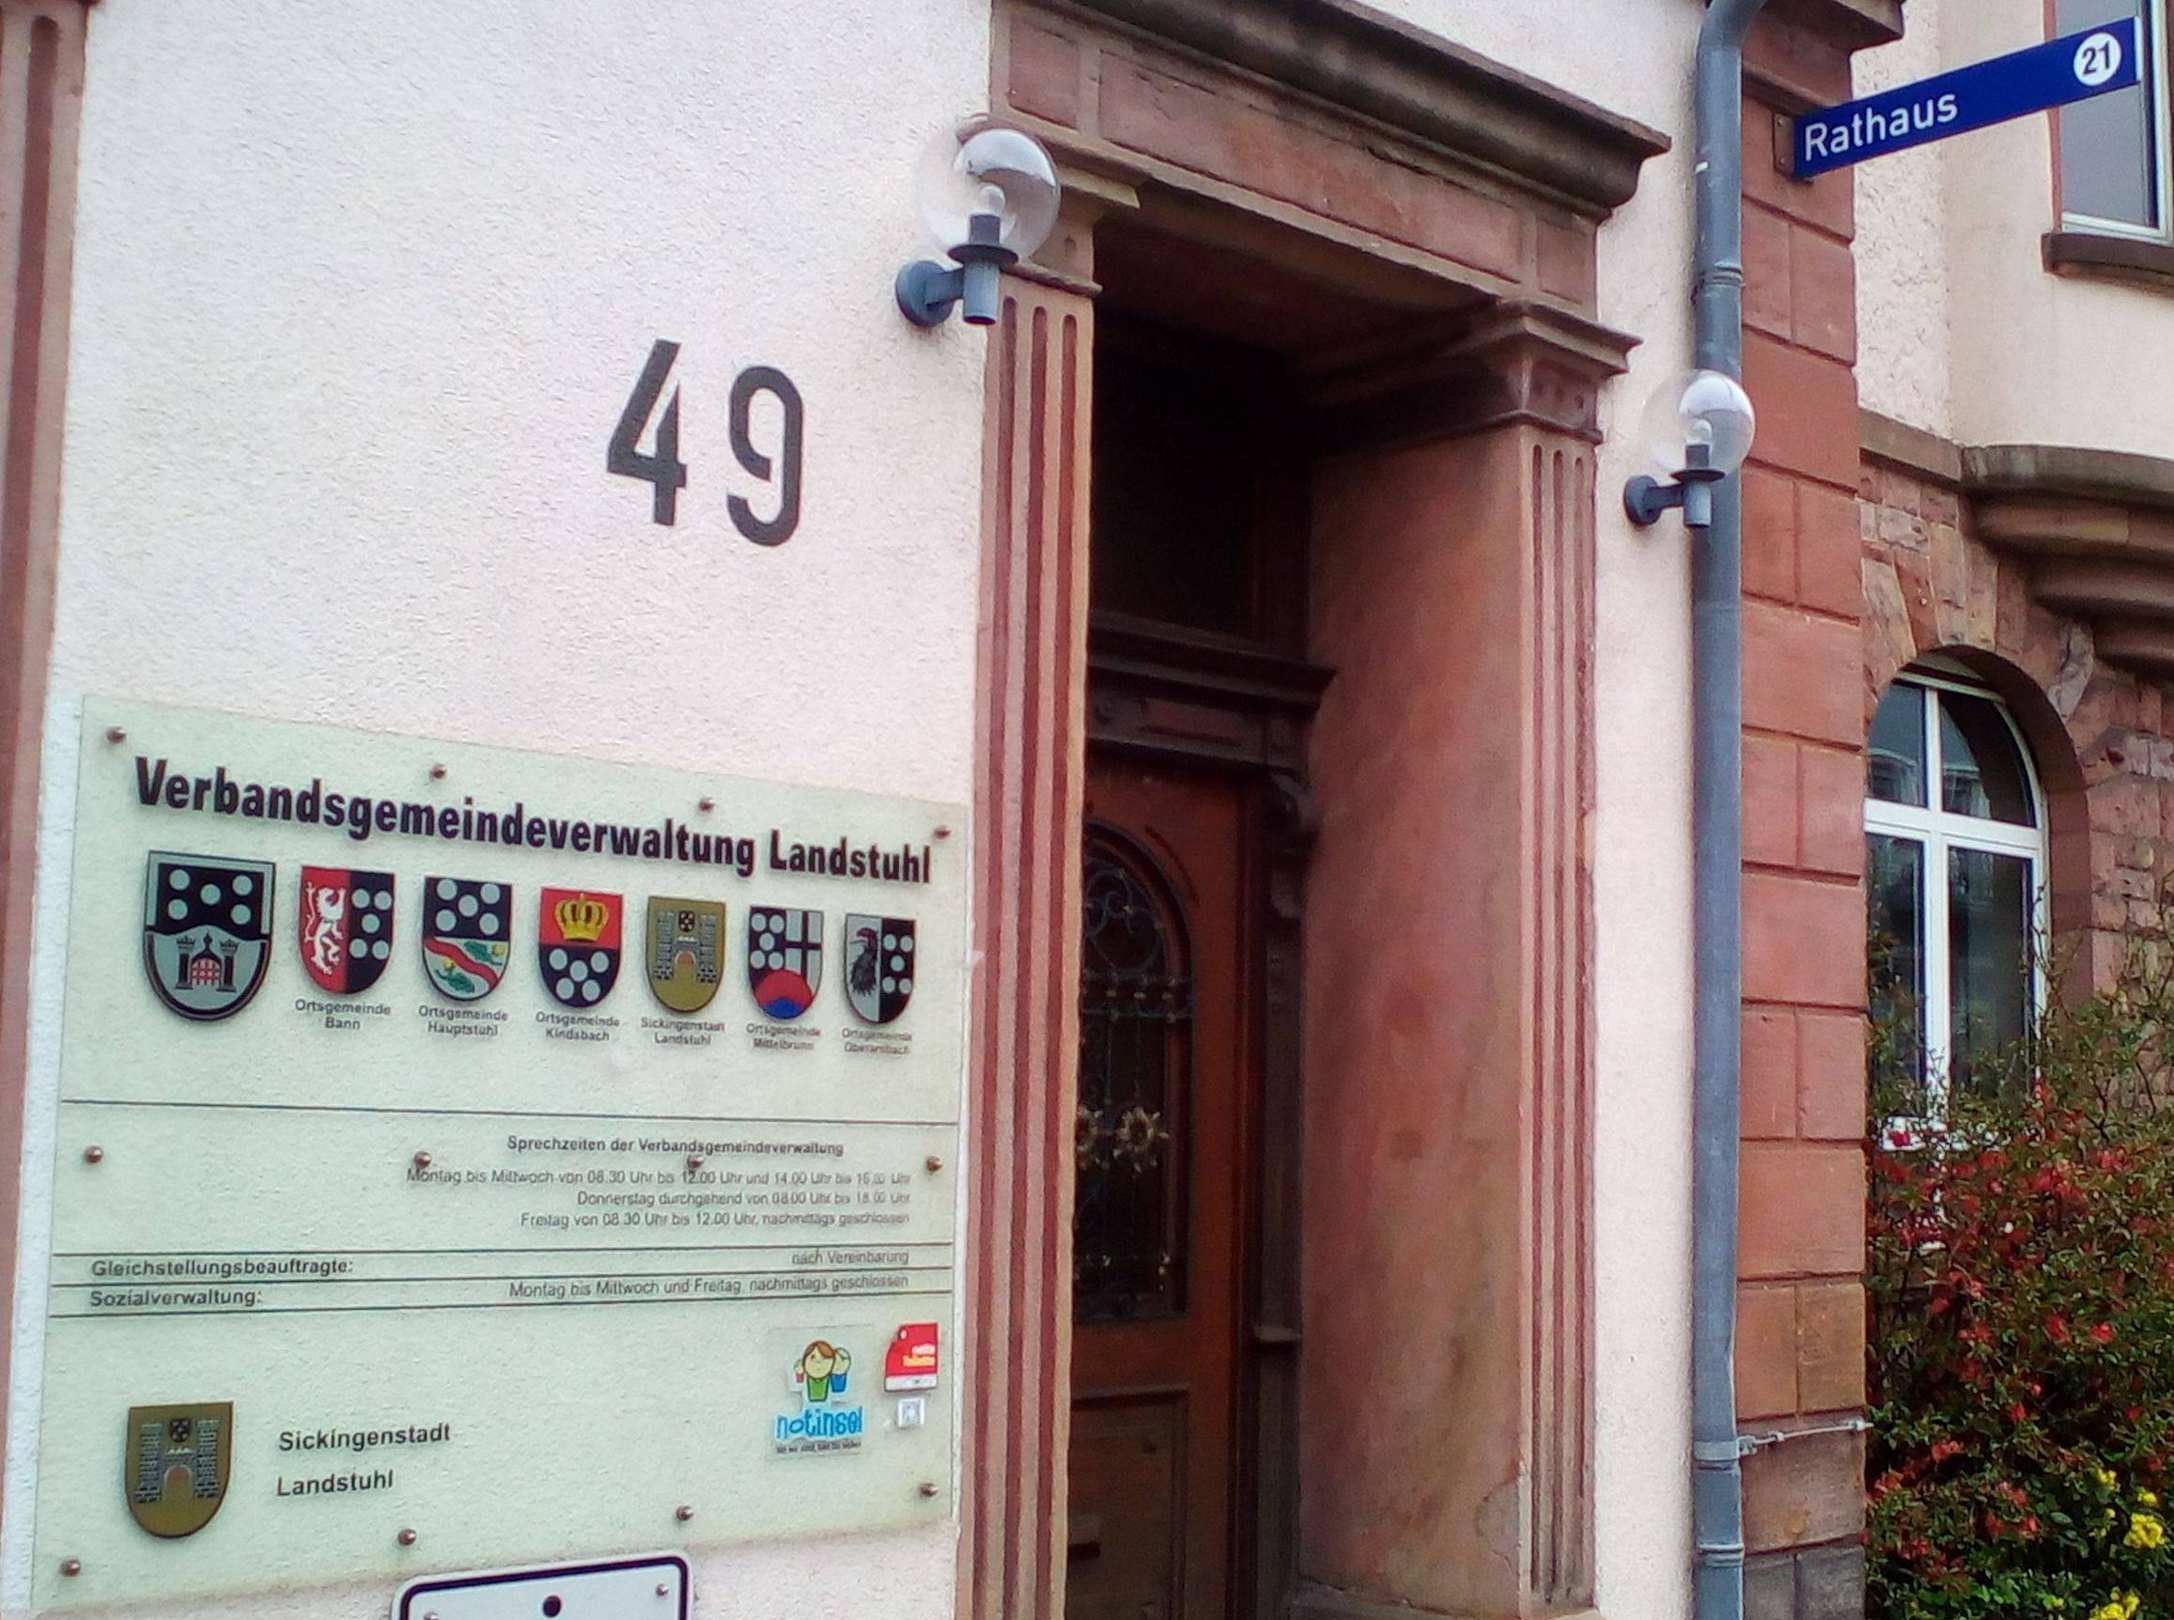 Rathaus
21
49
Verbandsgemeindeverwaltung Landstuhl
Ortsgemeinde
Bann
Ortsgemeinde
Hauptstuhl
Ortsgemeinde
Kindsbach
Sickingenstadt
Landstuhl
Ortsgemeinde
Mittelbrunn
Ortsgemeinde
Oberarnbach
Sprechzeiten der Verbandsgemeindeverwaltung
Montag bis Mittwoch von 08.30 Uhr bis 12.00 Uhr und 14.00 Uhr bis 16.00 Uhr
Donnerstag durchgehend von 08.00 Uhr bis 18.00 Uhr
Freitag von 08.30 Uhr bis 12.00 Uhr, nachmittags geschlossen
Gleichstellungsbeauftragte: nach Vereinbarung
Sozialverwaltung: Montag bis Mittwoch und Freitag, nachmittags geschlossen
nette
Toilette
notinsel
Sickingenstadt
Landstuhl